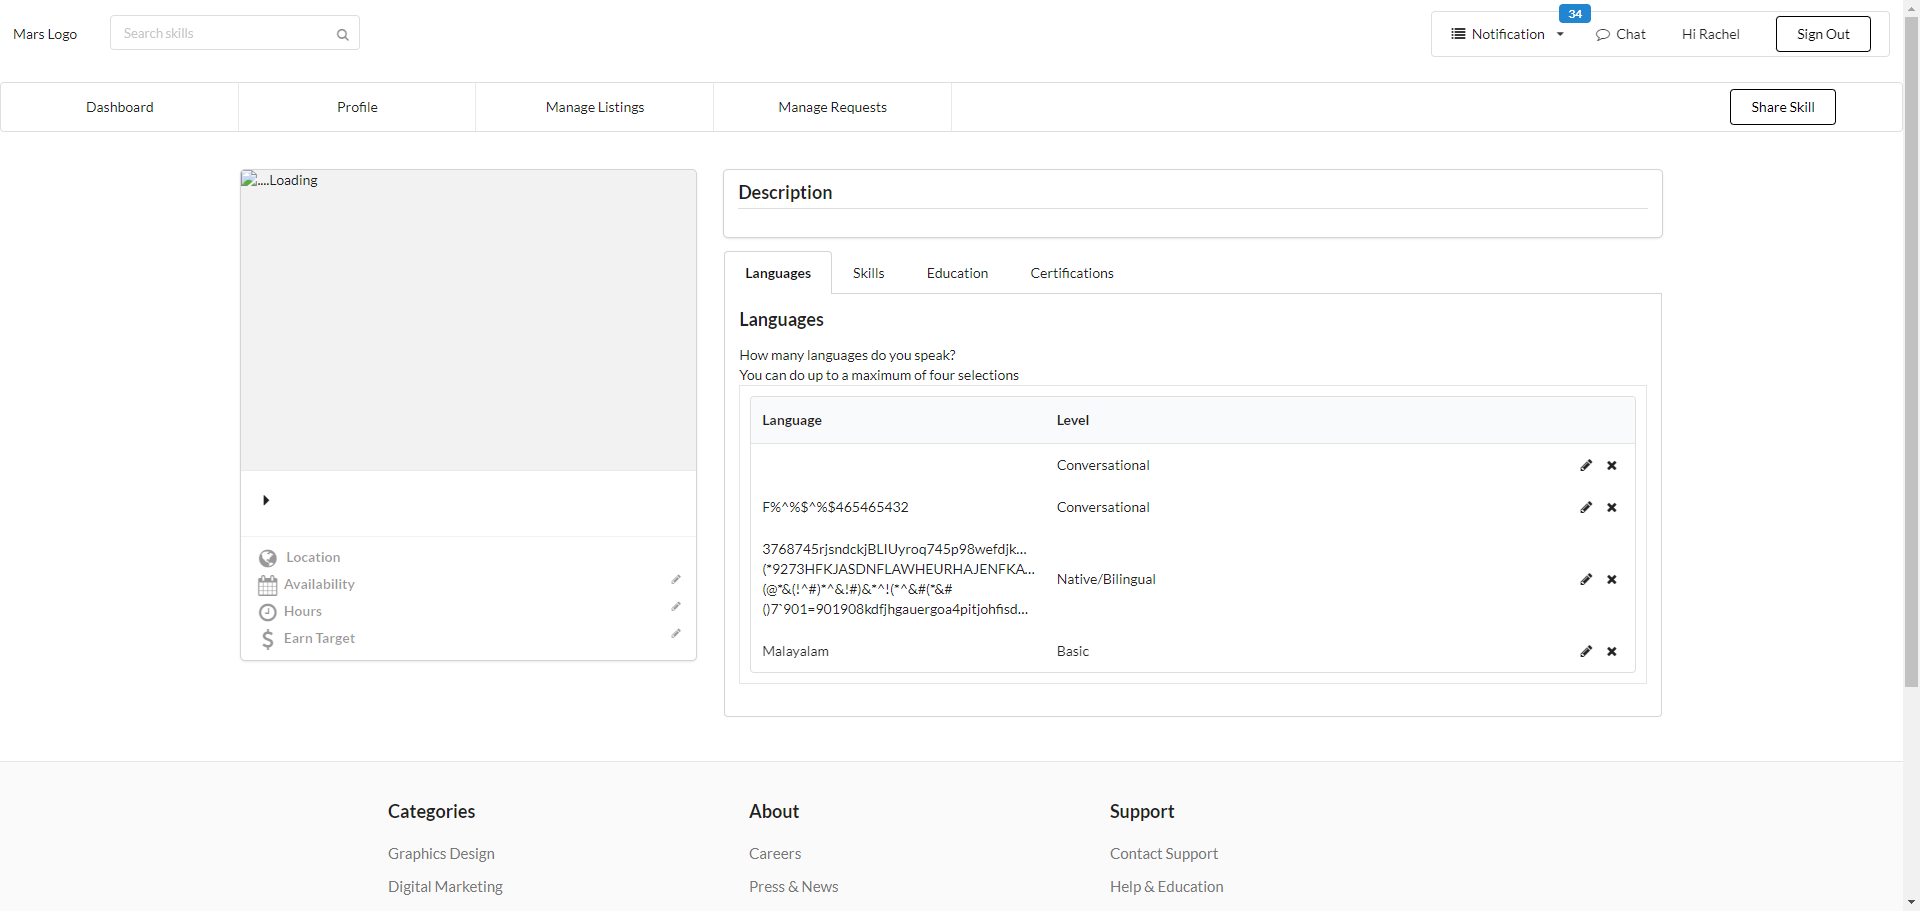 Mars Logo
Search skills
34
Notification
Chat
Hi Rachel
Sign Out
Dashboard
Profile
Manage Listings
Manage Requests
Share Skill
....Loading
Location
Availability
Hours
Earn Target
Description
Languages
Skills
Education
Certifications
Languages
How many languages do you speak?
You can do up to a maximum of four selections
Language
Level
Conversational
F%^%$^%$465465432
Conversational
3768745rjsndckjBLIUyroq745p98wefdjk...
(*9273HFKJASDNFLAWHEURHAJENFKA...
(@*&(!^#)*^&!#)&*^!(*^&#(*&#
()7`901=901908kdfjhgauergoa4pitjohfisd...
Native/Bilingual
Malayalam
Basic
Categories
Graphics Design
Digital Marketing
About
Careers
Press & News
Support
Contact Support
Help & Education